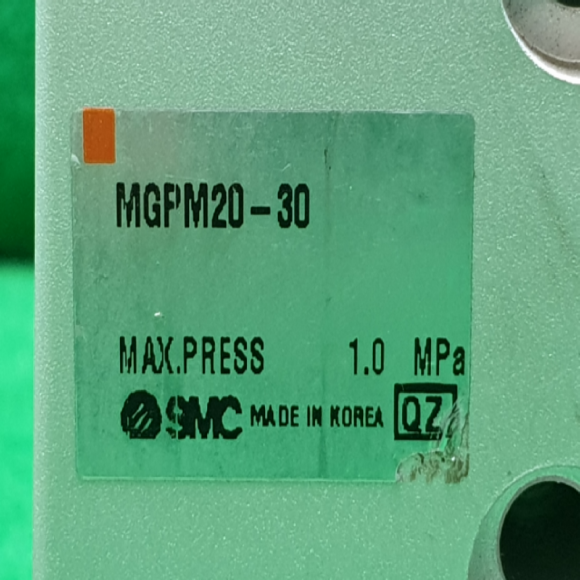 MGPM20-30
MAX.PRESS 1.0 MPa
SMC MADE IN KOREA QZ